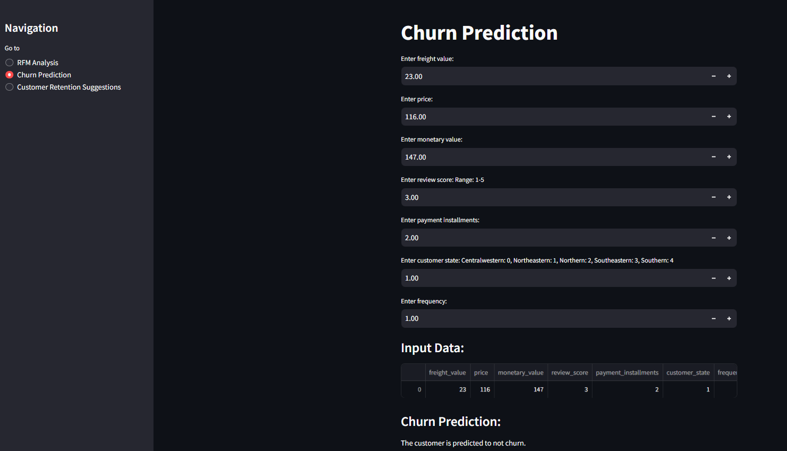 Navigation
Go to
RFM Analysis
Churn Prediction
Customer Retention Suggestions
Churn Prediction
Enter freight value:
23.00
Enter price:
116.00
Enter monetary value:
147.00
Enter review score: Range: 1-5
3.00
Enter payment installments:
2.00
Enter customer state: Centralwestern: 0, Northeastern: 1, Northern: 2, Southeastern: 3, Southern: 4
1.00
Enter frequency:
1.00
Input Data:
freight_value price monetary_value review_score payment_installments customer_state freque
0 23 116 147 3 2 1
Churn Prediction:
The customer is predicted to not churn.